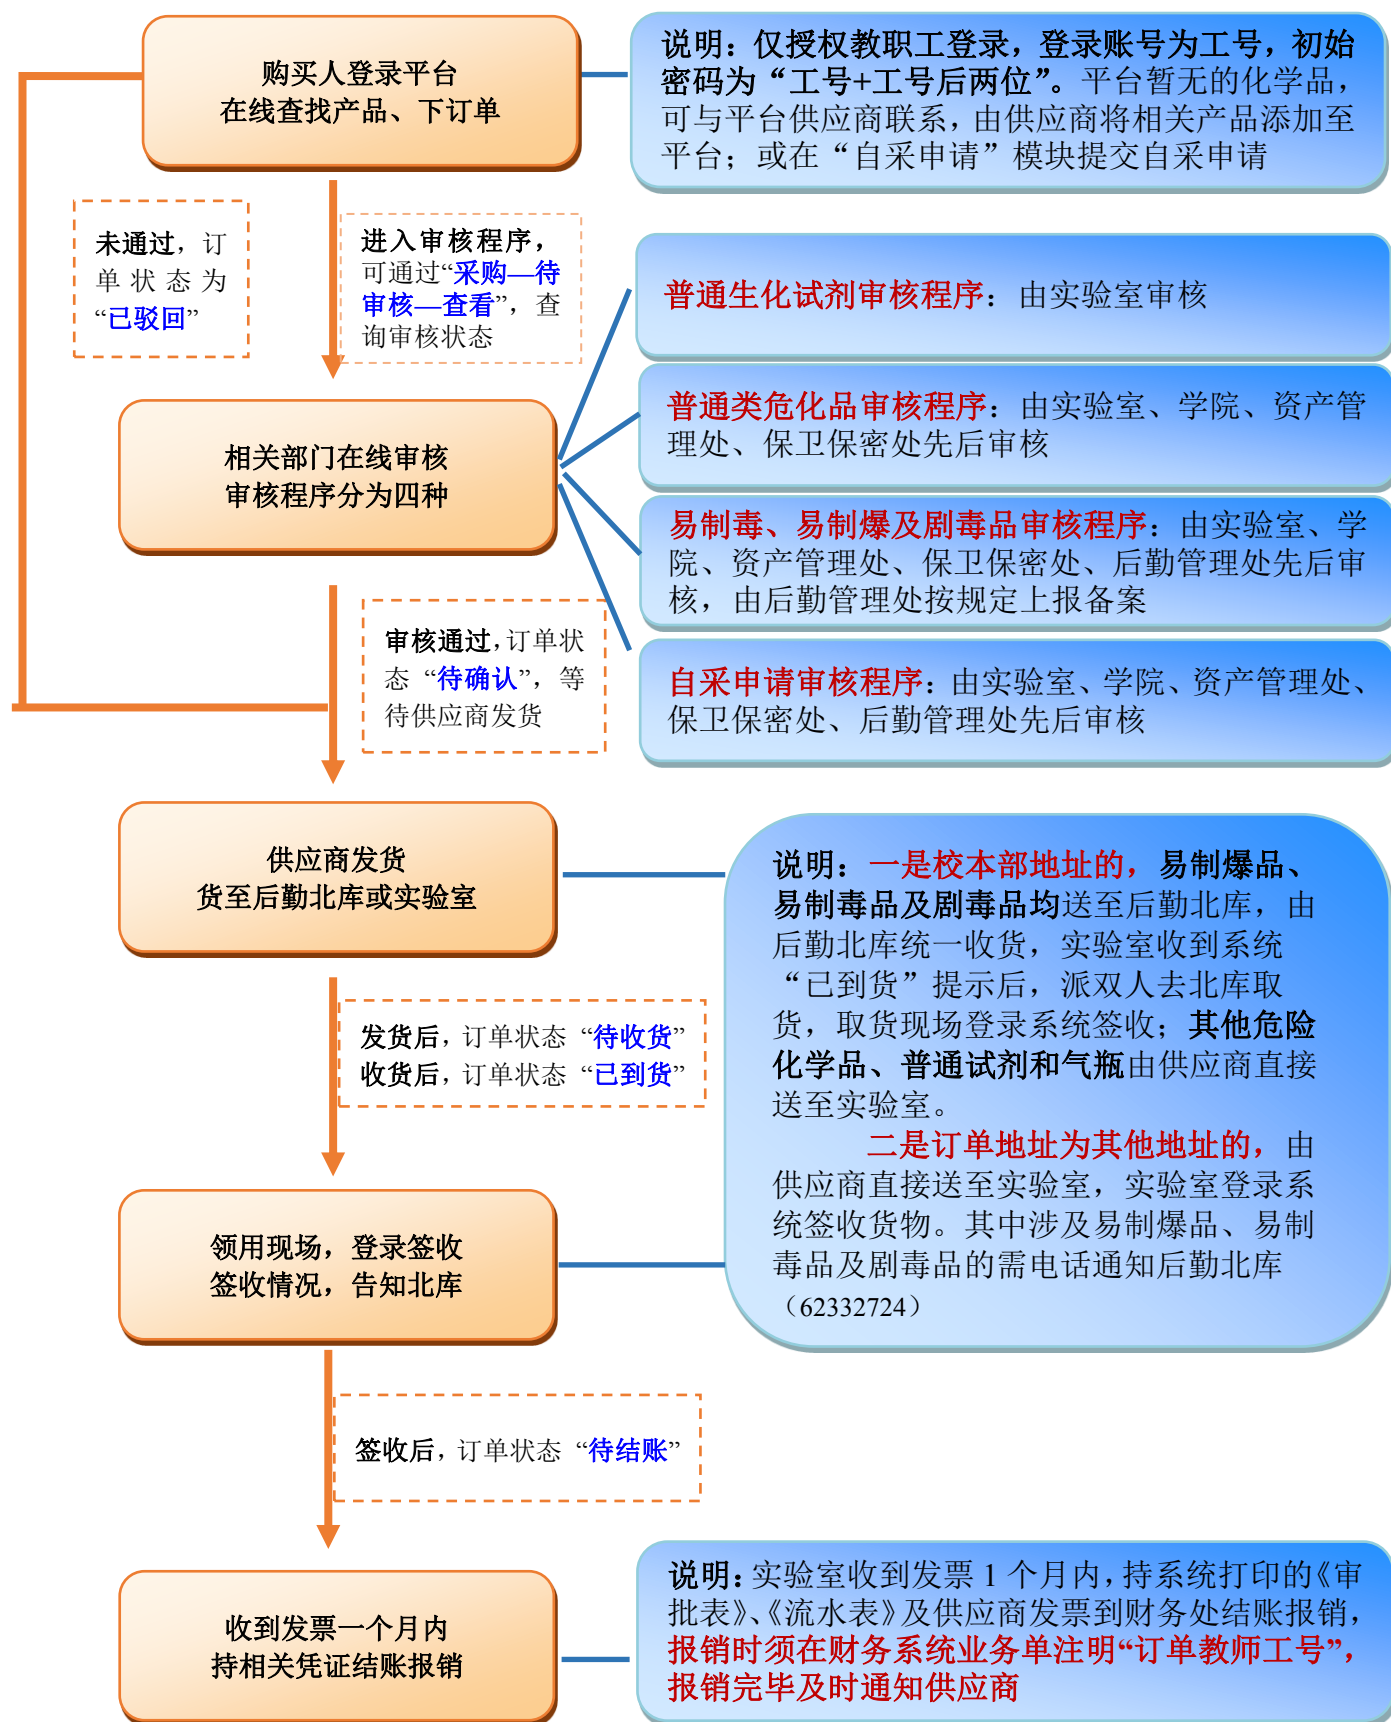 购买人登录平台
在线查找产品、下订单
说明：仅授权教职工登录，登录账号为工号，初始
密码为“工号+工号后两位”。平台暂无的化学品，
可与平台供应商联系，由供应商将相关产品添加至
平台；或在“自采申请”模块提交自采申请
未通过，订
单状态为
“已驳回”
进入审核程序，
可通过“采购—待
审核—查看”，查
询审核状态
相关部门在线审核
审核程序分为四种
普通生化试剂审核程序：由实验室审核
普通类危化品审核程序：由实验室、学院、资产管
理处、保卫保密处先后审核
易制毒、易制爆及剧毒品审核程序：由实验室、学
院、资产管理处、保卫保密处、后勤管理处先后审
核，由后勤管理处按规定上报备案
自采申请审核程序：由实验室、学院、资产管理处、
保卫保密处、后勤管理处先后审核
审核通过，订单状
态“待确认”，等
待供应商发货
供应商发货
货至后勤北库或实验室
说明：一是校本部地址的，易制爆品、
易制毒品及剧毒品均送至后勤北库，由
后勤北库统一收货，实验室收到系统
“已到货”提示后，派双人去北库取
货，取货现场登录系统签收；其他危险
化学品、普通试剂和气瓶由供应商直接
送至实验室。
二是订单地址为其他地址的，由
供应商直接送至实验室，实验室登录系
统签收货物。其中涉及易制爆品、易制
毒品及剧毒品的需电话通知后勤北库
（62332724）
发货后，订单状态“待收货”
收货后，订单状态“已到货”
领用现场，登录签收
签收情况，告知北库
签收后，订单状态“待结账”
收到发票一个月内
持相关凭证结账报销
说明：实验室收到发票 1 个月内，持系统打印的《审
批表》、《流水表》及供应商发票到财务处结账报销，
报销时须在财务系统业务单注明“订单教师工号”，
报销完毕及时通知供应商